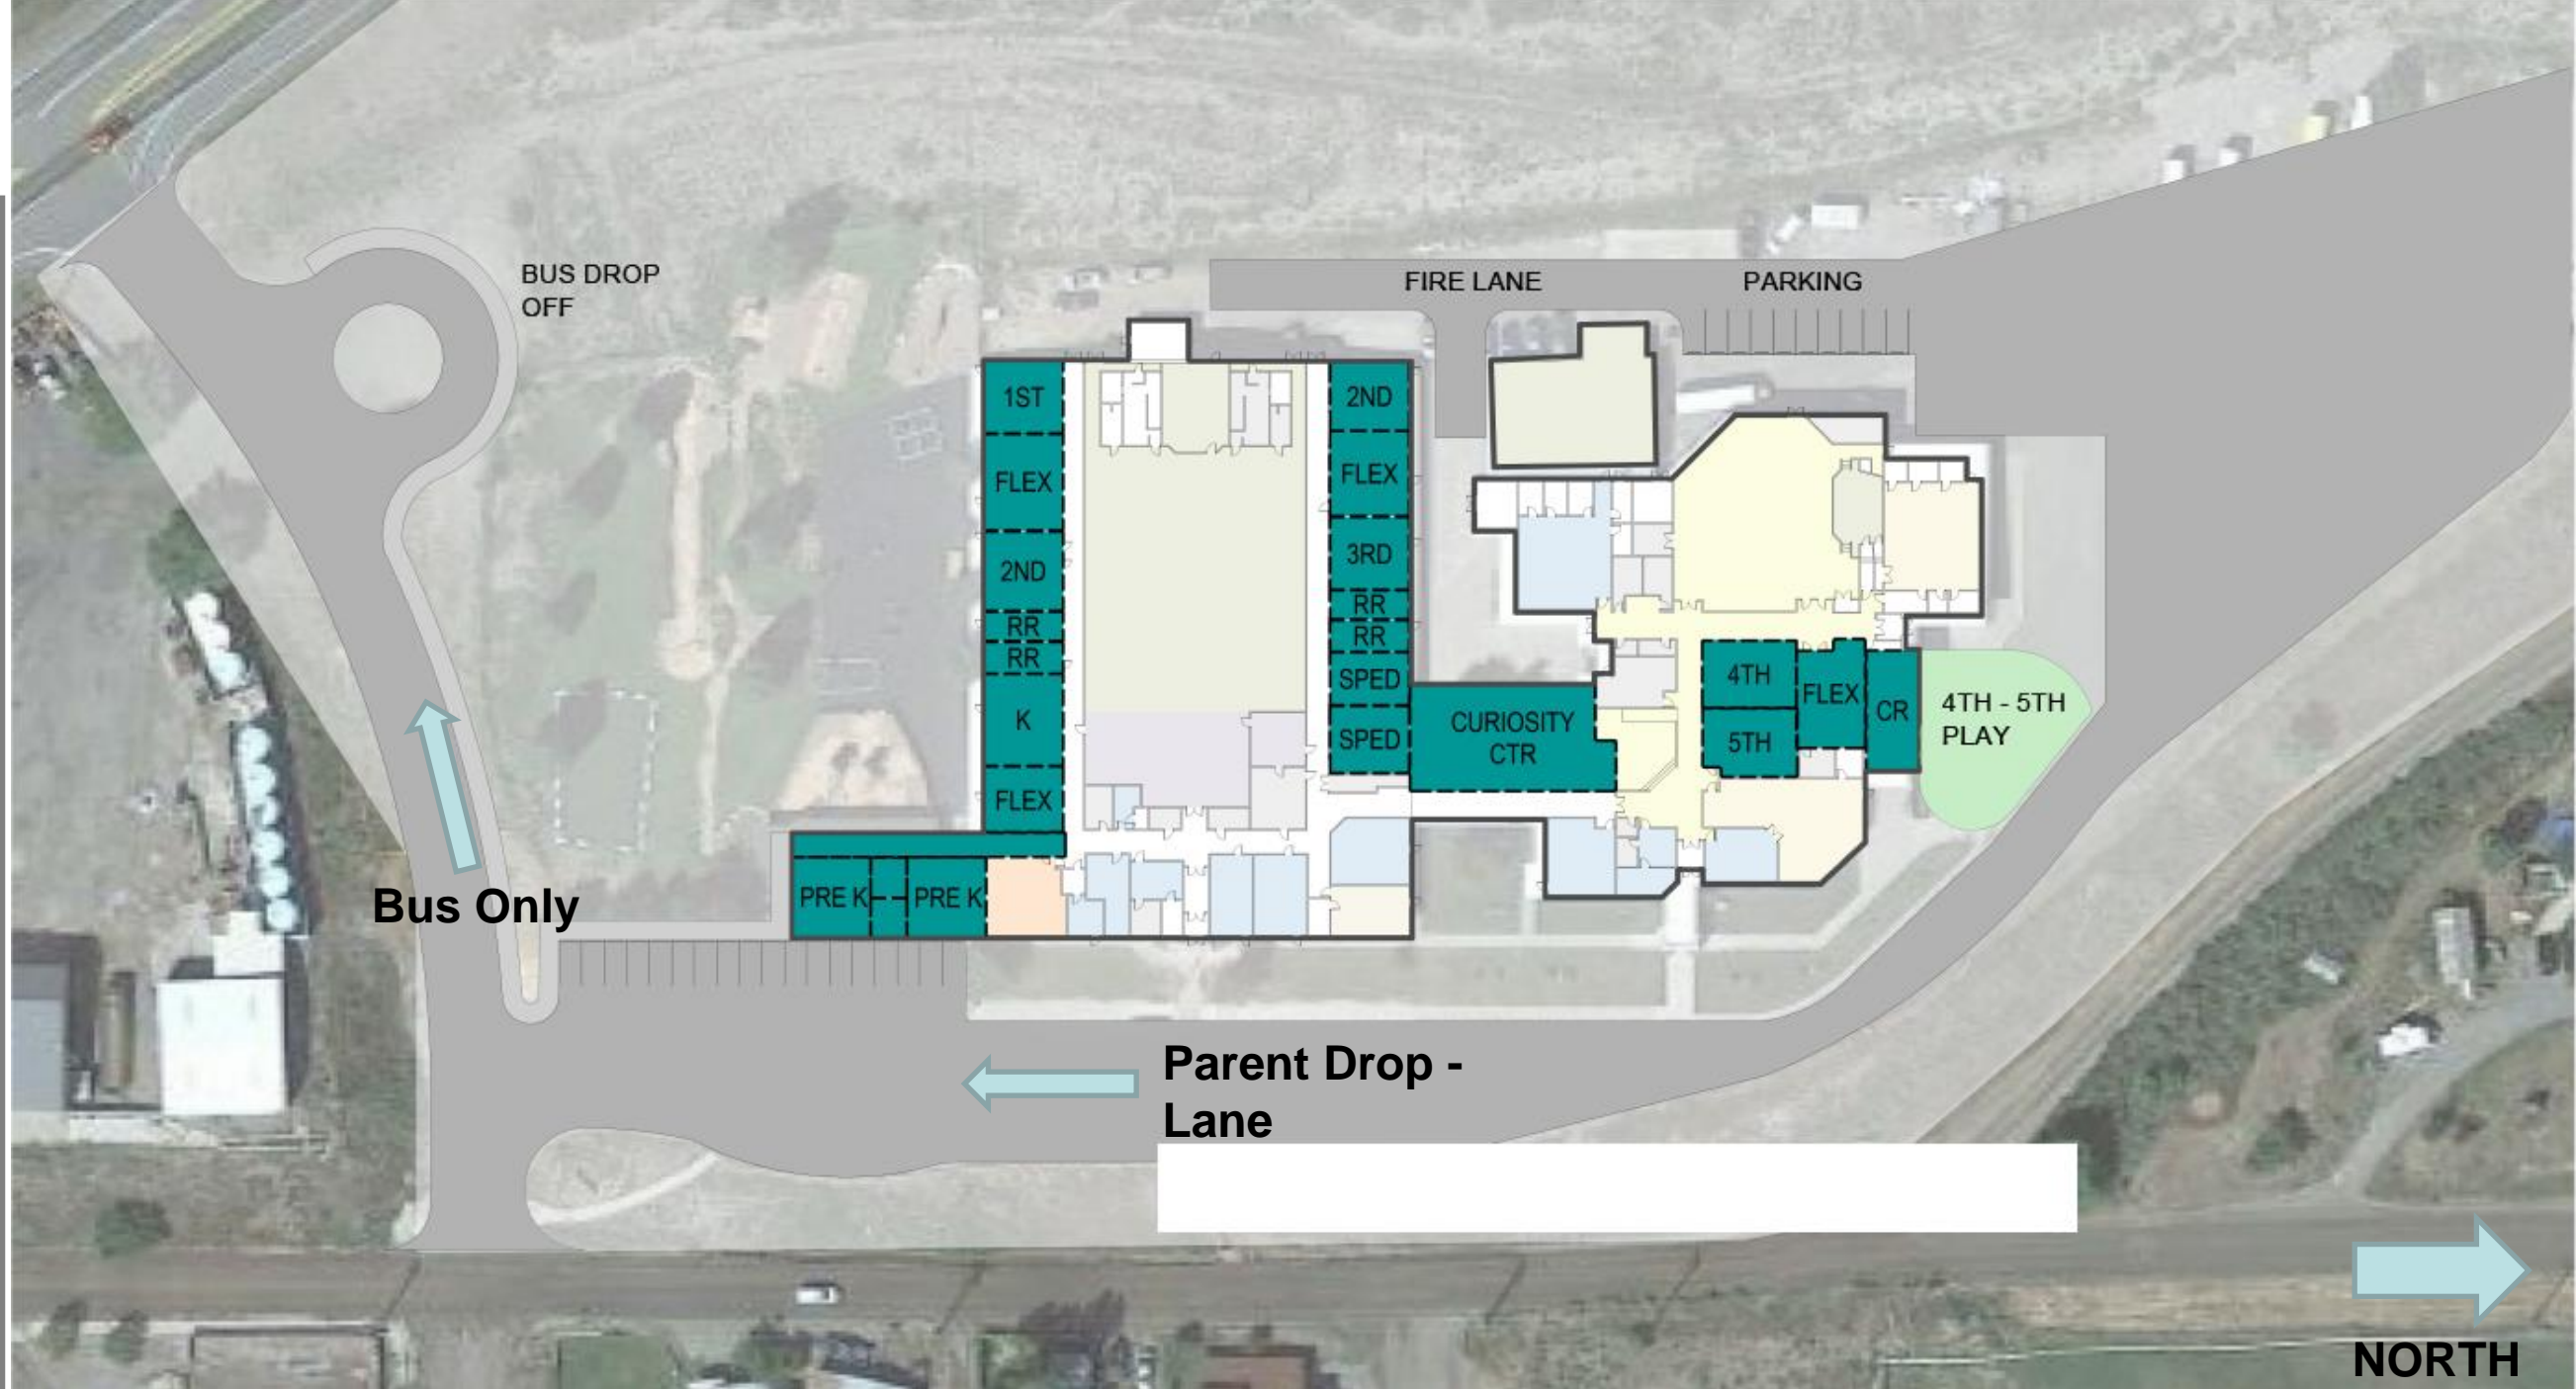 BUS DROP
OFF
FIRE LANE
PARKING
1ST
FLEX
2ND
RR
RR
K
FLEX
PRE K
PRE K
2ND
FLEX
3RD
RR
RR
SPED
SPED
CURIOSITY
CTR
4TH
5TH
FLEX
CR
4TH - 5TH
PLAY
Bus Only
Parent Drop -
Lane
NORTH